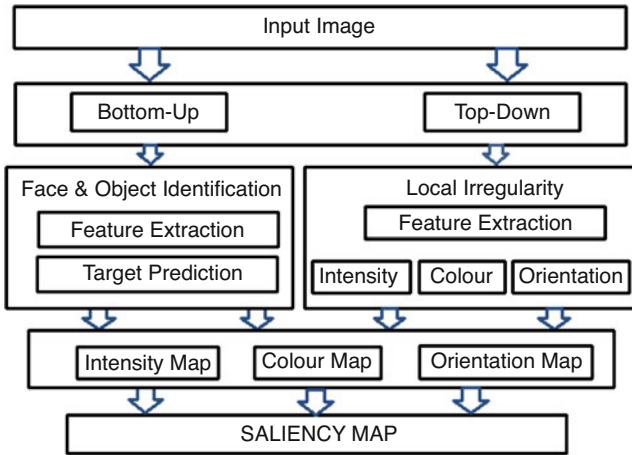 Input Image
Bottom-Up
Top-Down
Face & Object Identification
Feature Extraction
Target Prediction
Local Irregularity
Feature Extraction
Intensity
Colour
Orientation
Intensity Map
Colour Map
Orientation Map
SALIENCY MAP